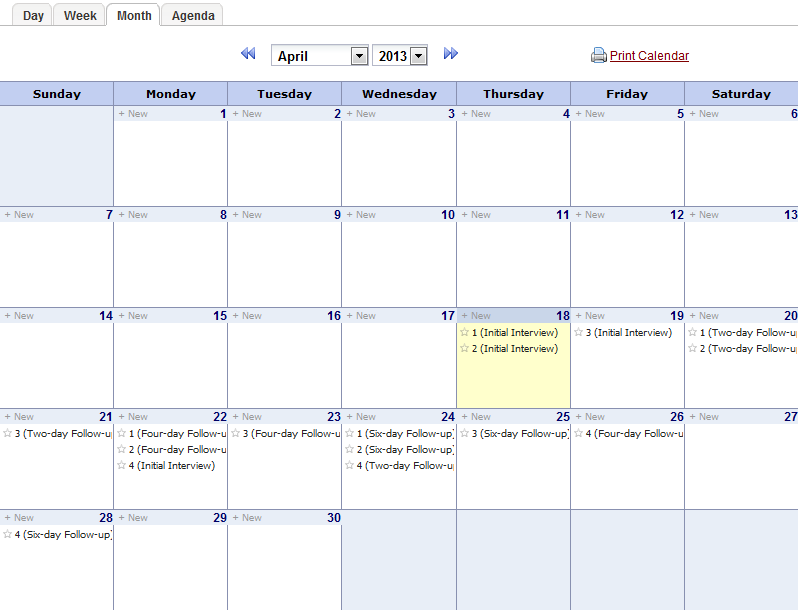 Day Week Month Agenda
April 2013 Print Calendar
Sunday Monday Tuesday Wednesday Thursday Friday Saturday
+ New 1 + New 2 + New 3 + New 4 + New 5 + New 6
+ New 7 + New 8 + New 9 + New 10 + New 11 + New 12 + New 13
+ New 14 + New 15 + New 16 + New 17 + New 18 + New 19 + New 20
1 (Initial Interview) 3 (Initial Interview) 1 (Two-day Follow-up
2 (Initial Interview) 2 (Two-day Follow-up
+ New 21 + New 22 + New 23 + New 24 + New 25 + New 26 + New 27
3 (Two-day Follow-u 1 (Four-day Follow-u 3 (Four-day Follow-u 1 (Six-day Follow-up) 3 (Six-day Follow-up) 4 (Four-day Follow-u
2 (Four-day Follow-u 2 (Six-day Follow-up)
4 (Initial Interview) 4 (Two-day Follow-u
+ New 28 + New 29 + New 30
4 (Six-day Follow-up)